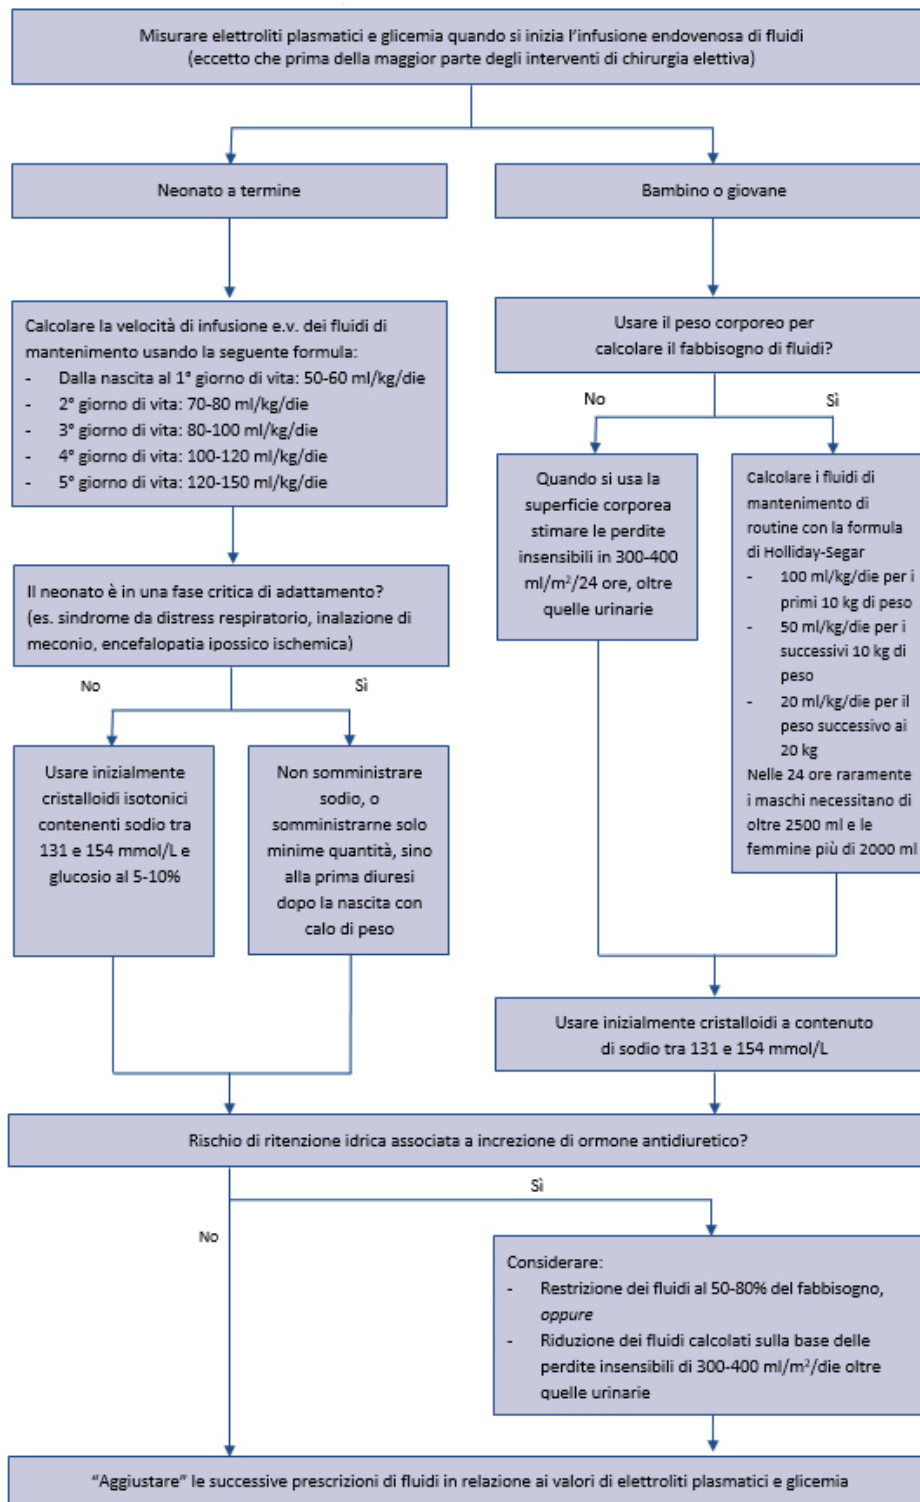 Misurare elettroliti plasmatici e glicemia quando si inizia l’infusione endovenosa di fluidi
(eccetto che prima della maggior parte degli interventi di chirurgia elettiva)
Neonato a termine
Bambino o giovane
Calcolare la velocità di infusione e.v. dei fluidi di
mantenimento usando la seguente formula:
- Dalla nascita al 1° giorno di vita: 50-60 ml/kg/die
- 2° giorno di vita: 70-80 ml/kg/die
- 3° giorno di vita: 80-100 ml/kg/die
- 4° giorno di vita: 100-120 ml/kg/die
- 5° giorno di vita: 120-150 ml/kg/die
Usare il peso corporeo per
calcolare il fabbisogno di fluidi?
No
Sì
Il neonato è in una fase critica di adattamento?
(es. sindrome da distress respiratorio, inalazione di
meconio, encefalopatia ipossico ischemica)
No
Sì
Quando si usa la
superficie corporea
stimare le perdite
insensibili in 300-400
ml/m²/24 ore, oltre
quelle urinarie
Calcolare i fluidi di
mantenimento di
routine con la formula
di Holliday-Segar
- 100 ml/kg/die per i
primi 10 kg di peso
- 50 ml/kg/die per i
successivi 10 kg di
peso
- 20 ml/kg/die per il
peso successivo ai
20 kg
Nelle 24 ore raramente
i maschi necessitano di
oltre 2500 ml e le
femmine più di 2000 ml
Usare inizialmente
cristalloidi isotonici
contenenti sodio tra
131 e 154 mmol/L e
glucosio al 5-10%
Non somministrare
sodio, o
somministrarne solo
minime quantità, sino
alla prima diuresi
dopo la nascita con
calo di peso
Usare inizialmente cristalloidi a contenuto
di sodio tra 131 e 154 mmol/L
Rischio di ritenzione idrica associata a increzione di ormone antidiuretico?
Sì
No
Considerare:
- Restrizione dei fluidi al 50-80% del fabbisogno,
oppure
- Riduzione dei fluidi calcolati sulla base delle
perdite insensibili di 300-400 ml/m²/die oltre
quelle urinarie
“Aggiustare” le successive prescrizioni di fluidi in relazione ai valori di elettroliti plasmatici e glicemia